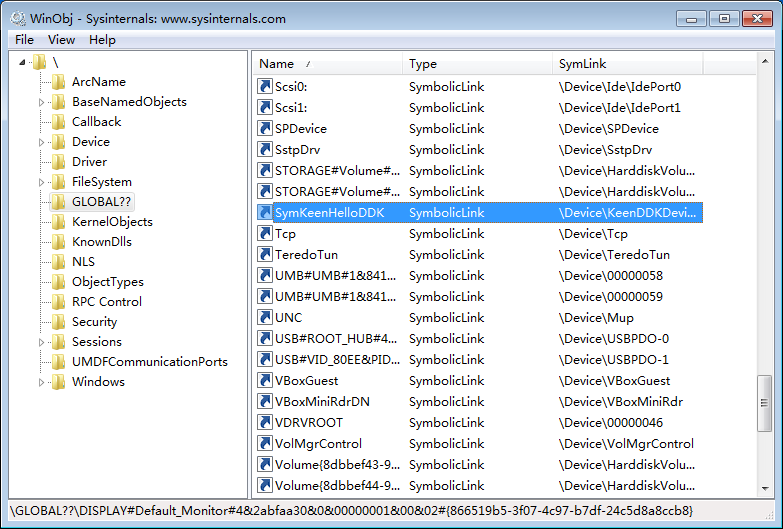 WinObj - Sysinternals: www.sysinternals.com
File View Help
\
ArcName
BaseNamedObjects
Callback
Device
Driver
FileSystem
GLOBAL??
KernelObjects
KnownDlls
NLS
ObjectTypes
RPC Control
Security
Sessions
UMDFCommunicationPorts
Windows
Name / Type SymLink
Scsi0: SymbolicLink \Device\Ide\IdePort0
Scsi1: SymbolicLink \Device\Ide\IdePort1
SPDevice SymbolicLink \Device\SPDevice
SstpDrv SymbolicLink \Device\SstpDrv
STORAGE#Volume#... SymbolicLink \Device\HarddiskVolu...
STORAGE#Volume#... SymbolicLink \Device\HarddiskVolu...
SymKeenHelloDDK SymbolicLink \Device\KeenDDKDevi...
Tcp SymbolicLink \Device\Tcp
TeredoTun SymbolicLink \Device\TeredoTun
UMB#UMB#1&841... SymbolicLink \Device\00000058
UMB#UMB#1&841... SymbolicLink \Device\00000059
UNC SymbolicLink \Device\Mup
USB#ROOT_HUB#4... SymbolicLink \Device\USBPDO-0
USB#VID_80EE&PID... SymbolicLink \Device\USBPDO-1
VBoxGuest SymbolicLink \Device\VBoxGuest
VBoxMiniRdrDN SymbolicLink \Device\VBoxMiniRdr
VDRVROOT SymbolicLink \Device\00000046
VolMgrControl SymbolicLink \Device\VolMgrControl
Volume{8dbbef43-9... SymbolicLink \Device\HarddiskVolu...
Volume{8dbbef44-9... SymbolicLink \Device\HarddiskVolu...
\GLOBAL??\DISPLAY#Default_Monitor#4&2abfaa30&0&00000001&00&02#{866519b5-3f07-4c97-b7df-24c5d8a8ccb8}